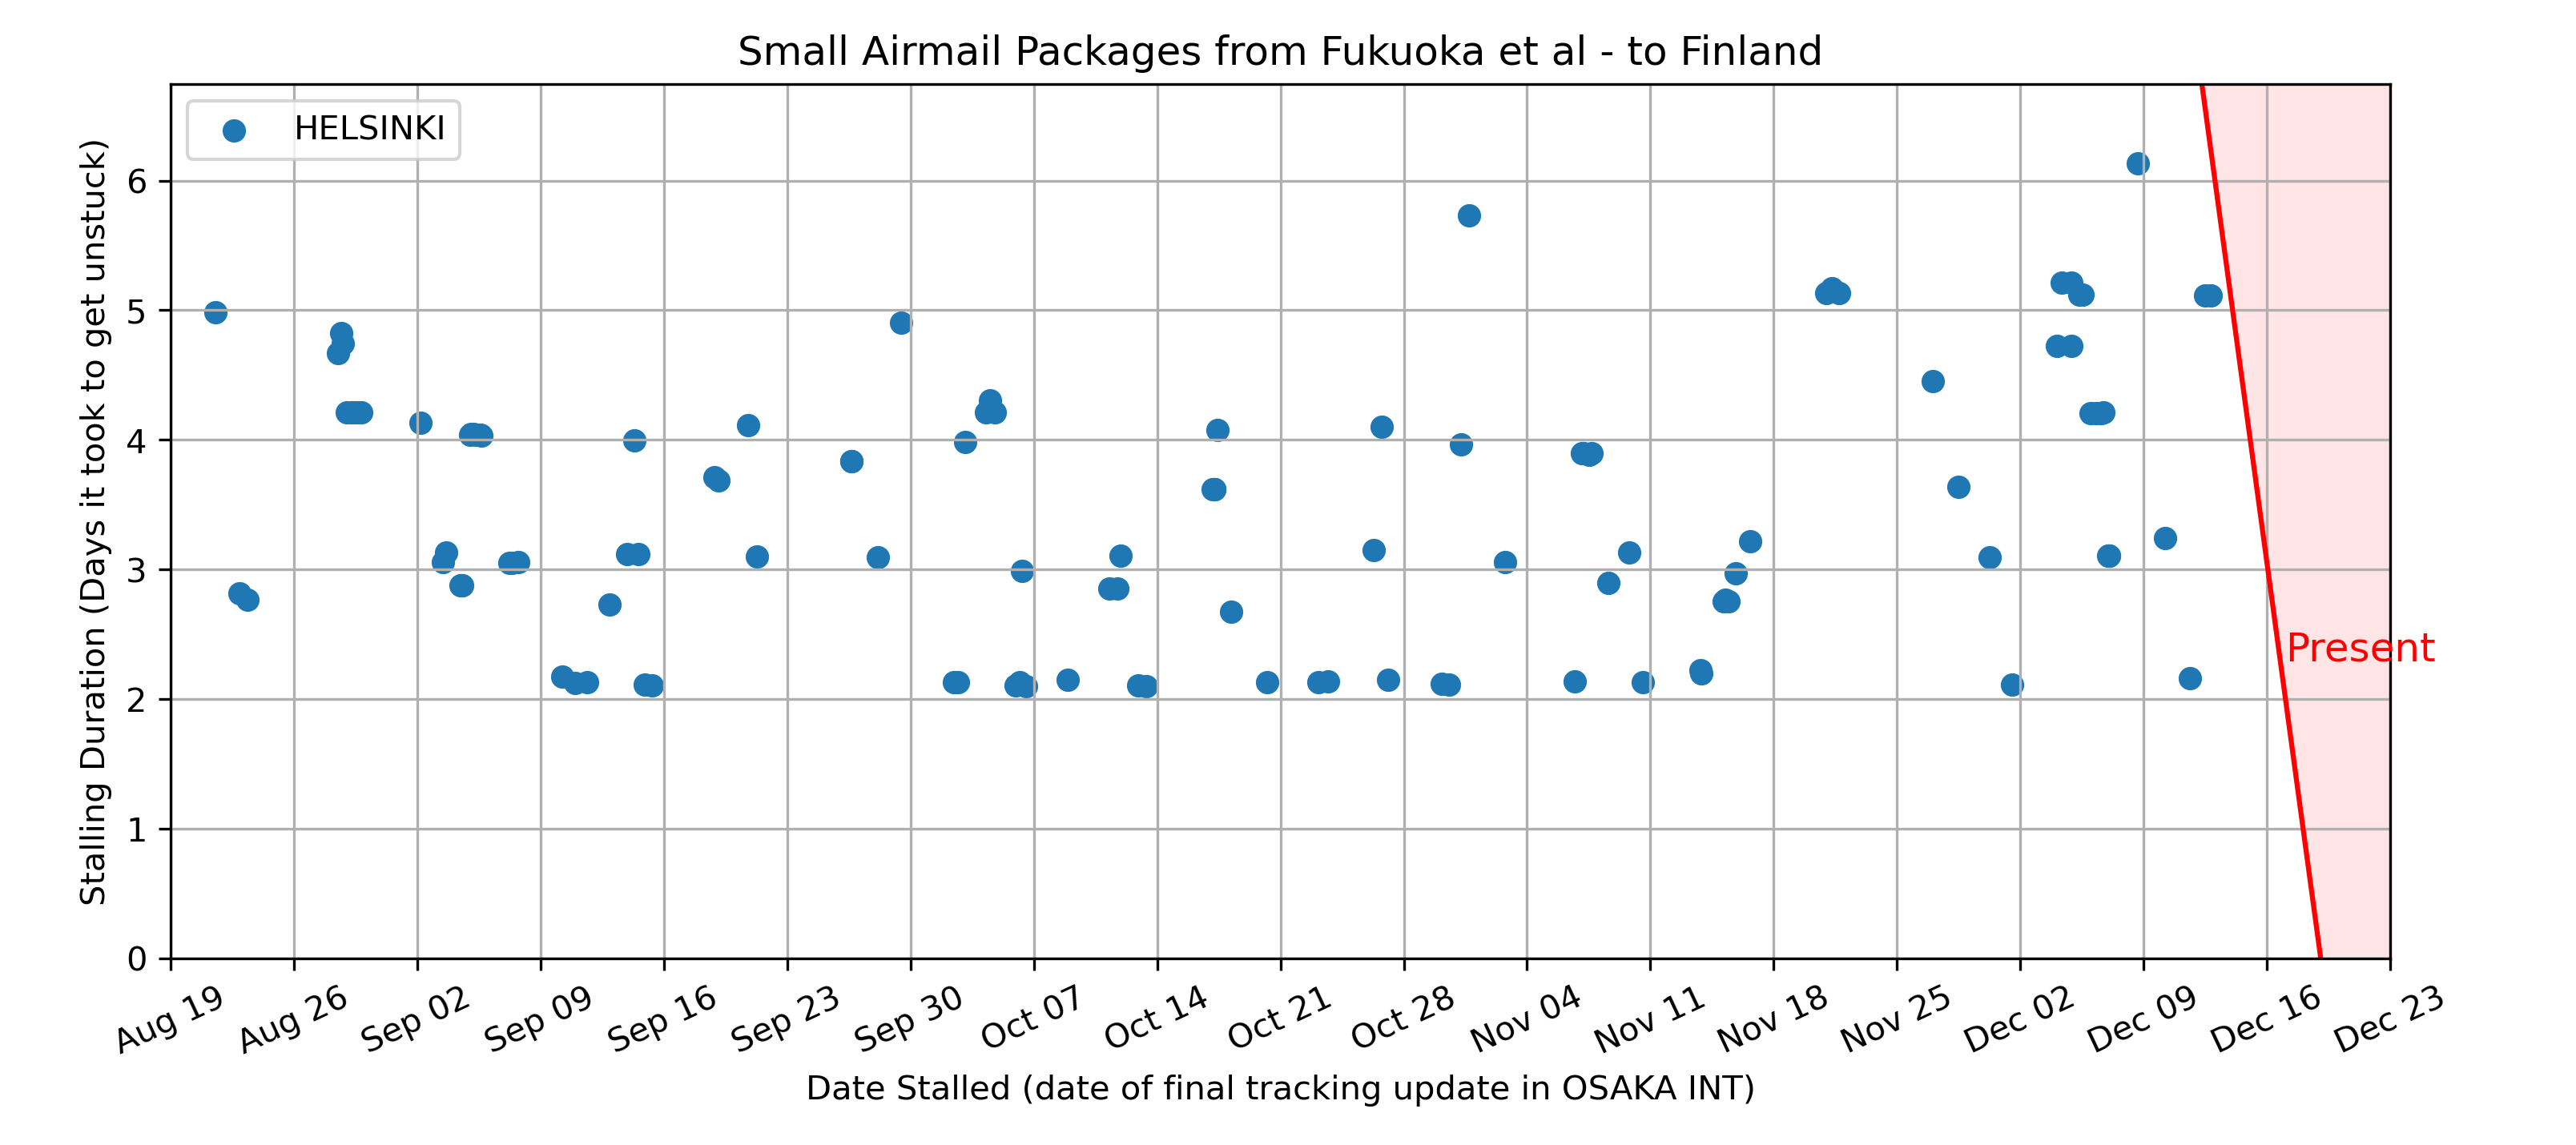 Small Airmail Packages from Fukuoka et al - to Finland
HELSINKI
Stalling Duration (Days it took to get unstuck)
6
5
4
3
2
1
0
Present
Aug 19 Aug 26 Sep 02 Sep 09 Sep 16 Sep 23 Sep 30 Oct 07 Oct 14 Oct 21 Oct 28 Nov 04 Nov 11 Nov 18 Nov 25 Dec 02 Dec 09 Dec 16 Dec 23
Date Stalled (date of final tracking update in OSAKA INT)